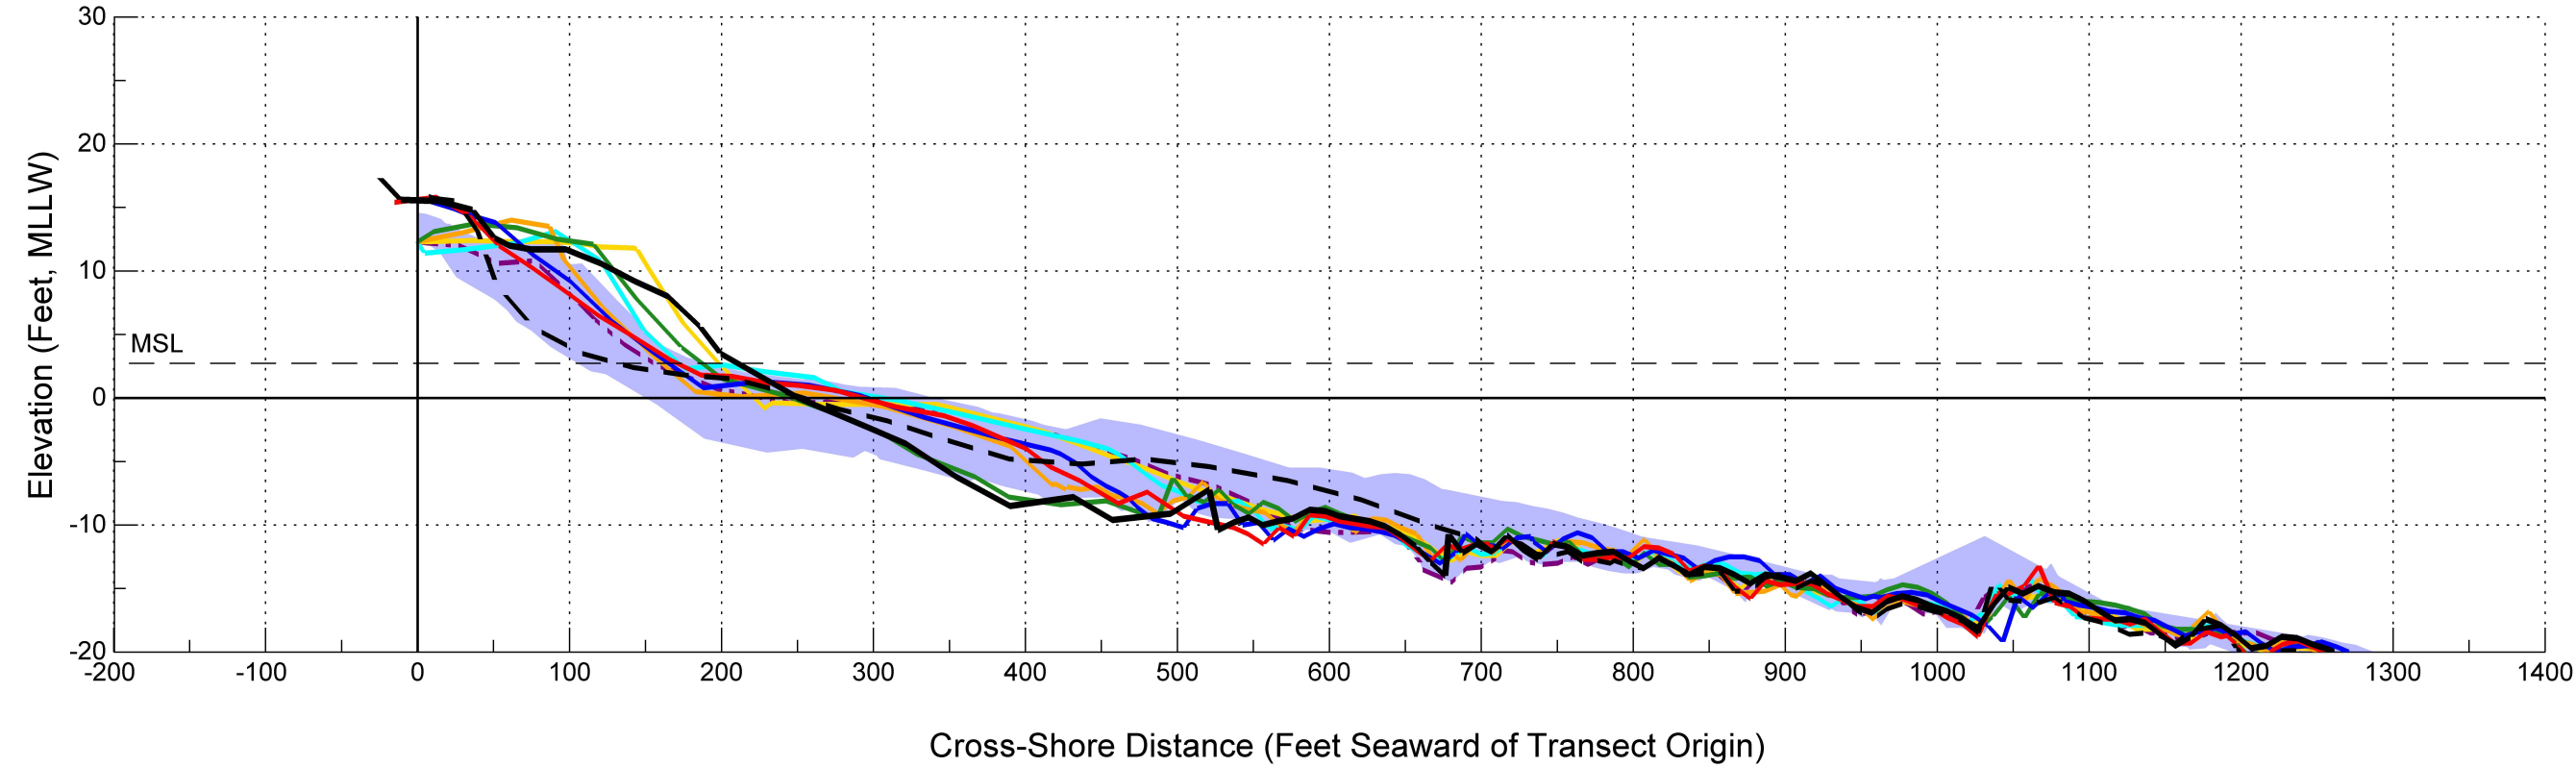 30
20
10
0
-10
-20
Elevation (Feet, MLLW)
MSL
-200 -100 0 100 200 300 400 500 600 700 800 900 1000 1100 1200 1300 1400
Cross-Shore Distance (Feet Seaward of Transect Origin)